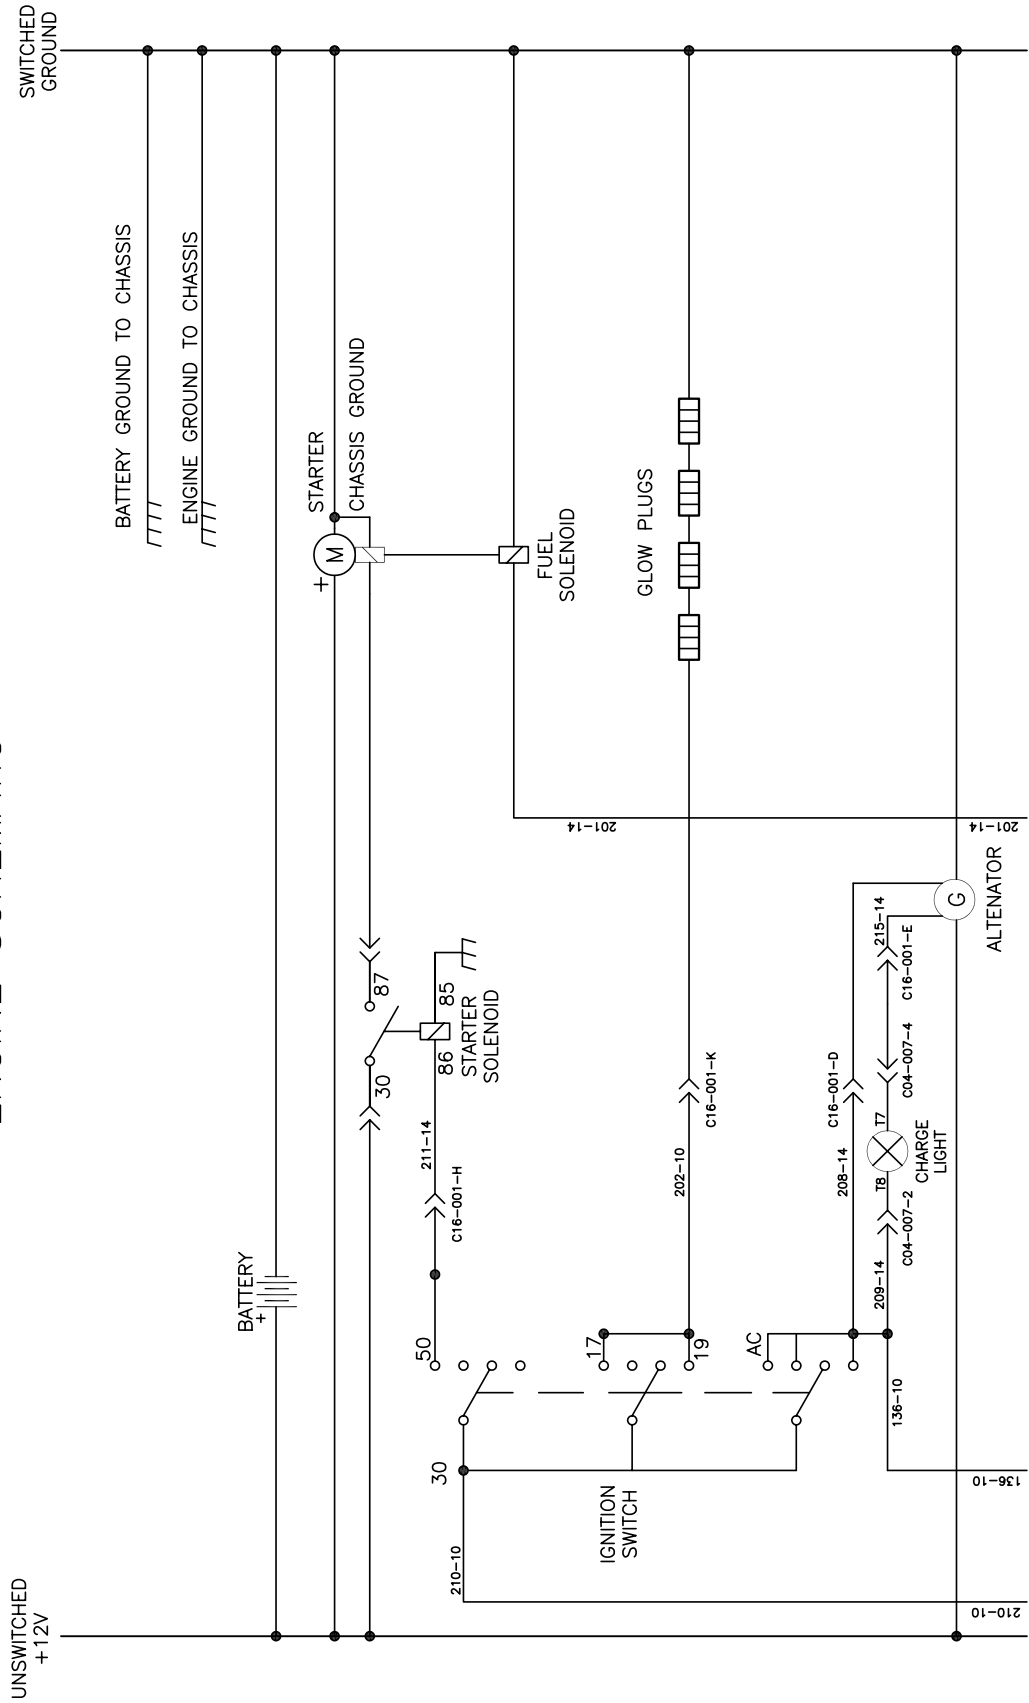 SWITCHED
GROUND
BATTERY GROUND TO CHASSIS
ENGINE GROUND TO CHASSIS
STARTER
CHASSIS GROUND
+
M
FUEL
SOLENOID
GLOW PLUGS
201-14
201-14
ALTENATOR
G
215-14
C16-001-E
87
85
86
30
STARTER
SOLENOID
211-14
C16-001-H
C16-001-K
202-10
C16-001-D
208-14
C04-007-4
T7
CHARGE
LIGHT
T8
C04-007-2
209-14
BATTERY
+
50
17
19
AC
136-10
136-10
30
IGNITION
SWITCH
210-10
210-10
UNSWITCHED
+12V